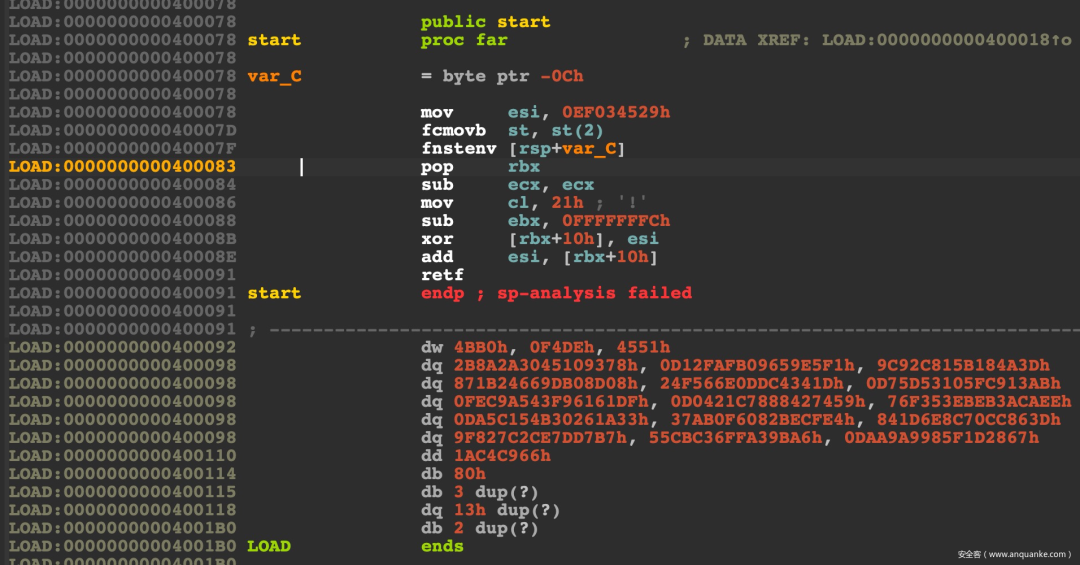 LOAD:0000000000400078
LOAD:0000000000400078 public start
LOAD:0000000000400078 start proc far ; DATA XREF: LOAD:0000000000400018↑o
LOAD:0000000000400078
LOAD:0000000000400078 var_C = byte ptr -0Ch
LOAD:0000000000400078
LOAD:0000000000400078 mov esi, 0EF034529h
LOAD:000000000040007D fcmovb st, st(2)
LOAD:000000000040007F fnstenv [rsp+var_C]
LOAD:0000000000400083 pop rbx
LOAD:0000000000400084 sub ecx, ecx
LOAD:0000000000400086 mov cl, 21h ; '!'
LOAD:0000000000400088 sub ebx, 0FFFFFFFCh
LOAD:000000000040008B xor [rbx+10h], esi
LOAD:000000000040008E add esi, [rbx+10h]
LOAD:0000000000400091 retf
LOAD:0000000000400091 start endp ; sp-analysis failed
LOAD:0000000000400091
LOAD:0000000000400091 ; ---------------------------------------------------------------------------
LOAD:0000000000400092 dw 4BB0h, 0F4DEh, 4551h
LOAD:0000000000400098 dq 2B8A2A3045109378h, 0D12FAFB09659E5F1h, 9C92C815B184A3Dh
LOAD:0000000000400098 dq 871B24669DB08D08h, 24F566E0DDC4341Dh, 0D75D53105FC913ABh
LOAD:0000000000400098 dq 0FEC9A543F96161DFh, 0D0421C7888427459h, 76F353EBEB3ACAEEh
LOAD:0000000000400098 dq 0DA5C154B30261A33h, 37AB0F6082BECFE4h, 841D6E8C70CC863Dh
LOAD:0000000000400098 dq 9F827C2CE7DD7B7h, 55CBC36FFA39BA6h, 0DAA9A9985F1D2867h
LOAD:0000000000400110 dd 1AC4C966h
LOAD:0000000000400114 db 80h
LOAD:0000000000400115 db 3 dup(?)
LOAD:0000000000400118 dq 13h dup(?)
LOAD:00000000004001B0 db 2 dup(?)
LOAD:00000000004001B0 LOAD ends
LOAD:00000000004001B0
安全客（www.anquanke.com）